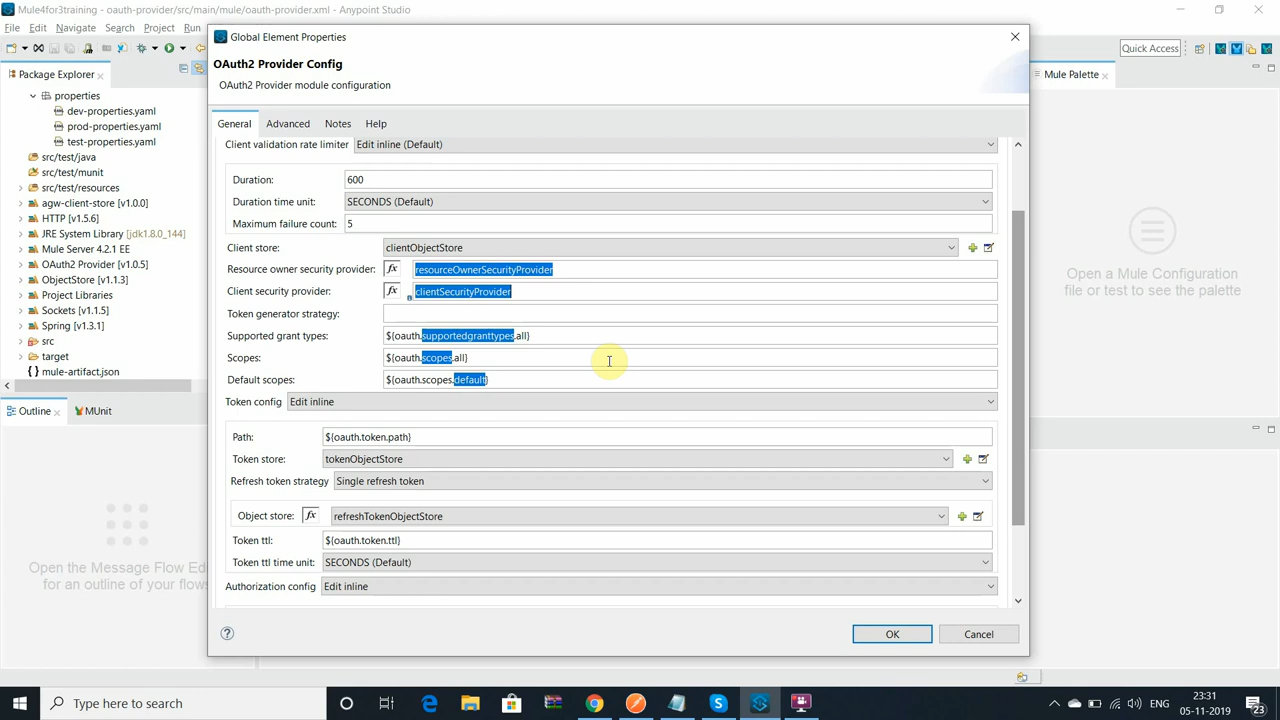 Mule4for3training - oauth-provider/src/main/mule/oauth-provider.xml - Anypoint Studio
File Edit Navigate Search Project Run
Quick Access
Package Explorer
properties
dev-properties.yaml
prod-properties.yaml
test-properties.yaml
src/test/java
src/test/munit
src/test/resources
agw-client-store [v1.0.0]
HTTP [v1.5.6]
JRE System Library [jdk1.8.0_144]
Mule Server 4.2.1 EE
OAuth2 Provider [v1.0.5]
ObjectStore [v1.1.3]
Project Libraries
Sockets [v1.1.5]
Spring [v1.3.1]
src
target
mule-artifact.json
Outline MUnit
Open the Message Flow Edi
for an outline of your flows
Global Element Properties
OAuth2 Provider Config
OAuth2 Provider module configuration
General Advanced Notes Help
Client validation rate limiter Edit inline (Default)
Duration: 600
Duration time unit: SECONDS (Default)
Maximum failure count: 5
Client store: clientObjectStore
Resource owner security provider: fx resourceOwnerSecurityProvider
Client security provider: fx clientSecurityProvider
Token generator strategy:
Supported grant types: ${oauth.supportedgranttypes.all}
Scopes: ${oauth.scopes.all}
Default scopes: ${oauth.scopes.default}
Token config Edit inline
Path: ${oauth.token.path}
Token store: tokenObjectStore
Refresh token strategy Single refresh token
Object store: fx refreshTokenObjectStore
Token ttl: ${oauth.token.ttl}
Token ttl time unit: SECONDS (Default)
Authorization config Edit inline
OK Cancel
Mule Palette
Open a Mule Configuration
file or test to see the palette
Type here to search
ENG
23:31
05-11-2019
23